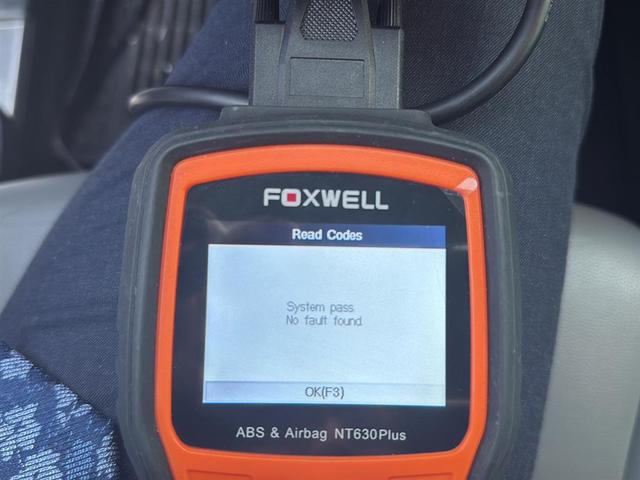 FOXWELL
Read Codes
System pass.
No fault found.
OK(F3)
ABS & Airbag NT630Plus